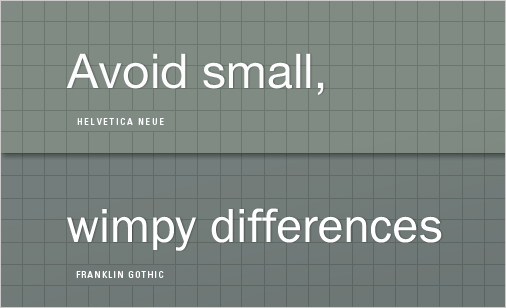 Avoid small,
HELVETICA NEUE
wimpy differences
FRANKLIN GOTHIC